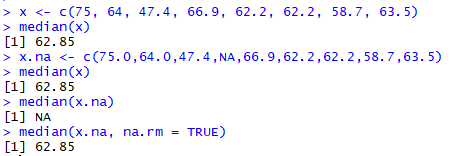 > x <- c(75, 64, 47.4, 66.9, 62.2, 62.2, 58.7, 63.5)
> median(x)
[1] 62.85
> x.na <- c(75.0,64.0,47.4,NA,66.9,62.2,62.2,58.7,63.5)
> median(x)
[1] 62.85
> median(x.na)
[1] NA
> median(x.na, na.rm = TRUE)
[1] 62.85